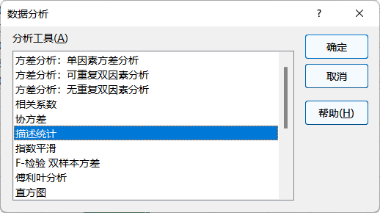 数据分析
? ×
分析工具(A)
方差分析：单因素方差分析
方差分析：可重复双因素分析
方差分析：无重复双因素分析
相关系数
协方差
描述统计
指数平滑
F-检验 双样本方差
傅利叶分析
直方图
确定
取消
帮助(H)